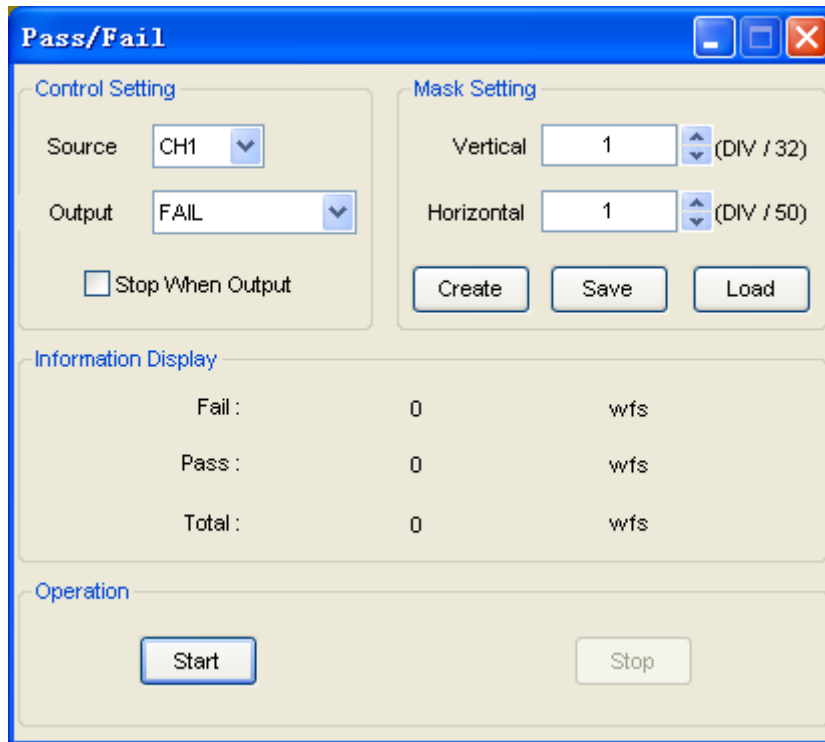 Pass/Fail
Control Setting
Source CH1
Output FAIL
Stop When Output
Mask Setting
Vertical 1 (DIV / 32)
Horizontal 1 (DIV / 50)
Create Save Load
Information Display
Fail : 0 wfs
Pass : 0 wfs
Total : 0 wfs
Operation
Start Stop